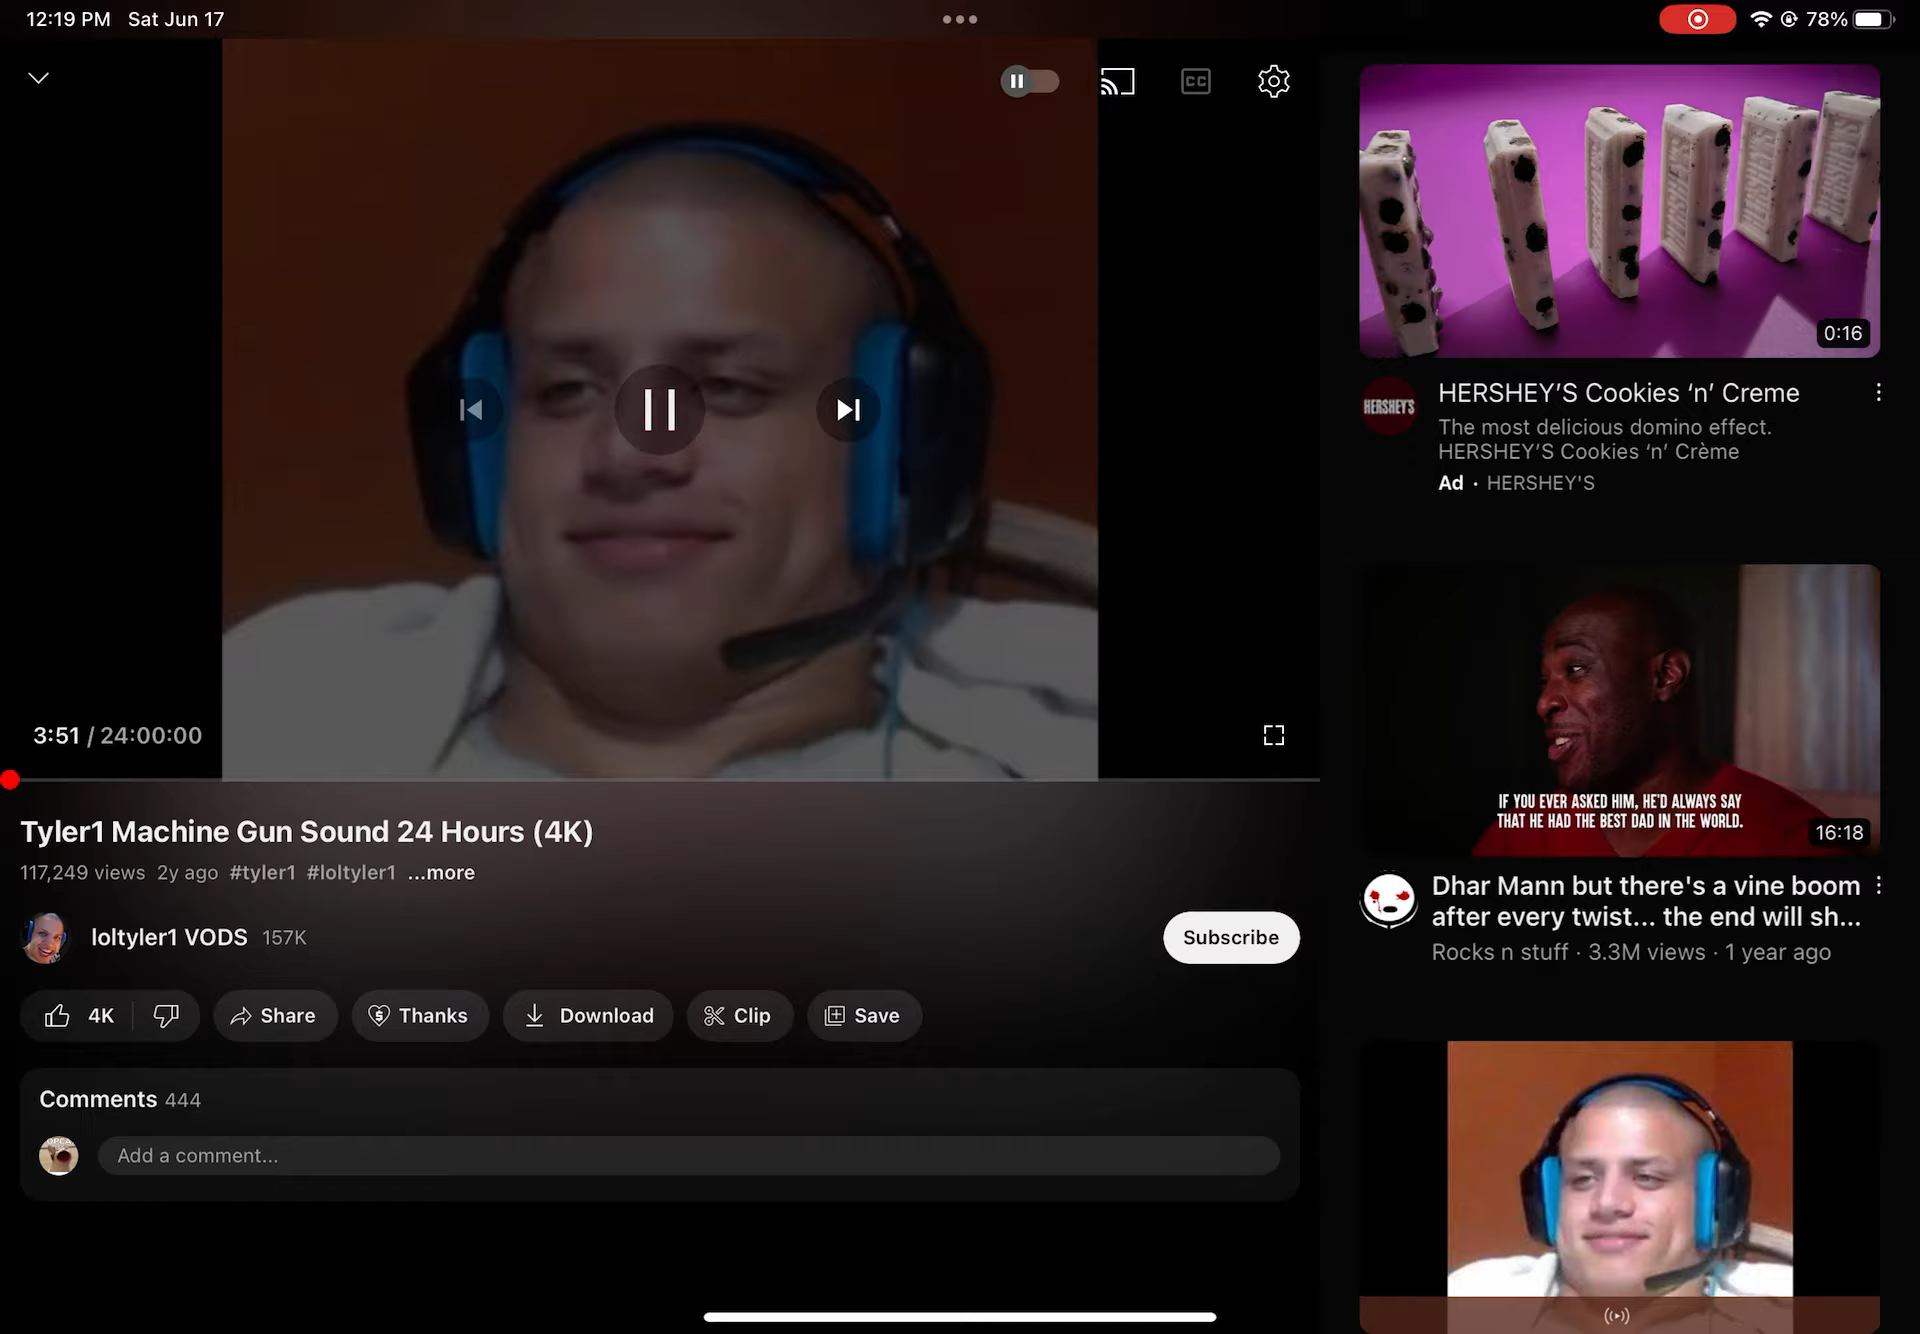 12:19 PM Sat Jun 17
78%
CC
3:51 / 24:00:00
Tyler1 Machine Gun Sound 24 Hours (4K)
117,249 views 2y ago #tyler1 #loltyler1 ...more
loltyler1 VODS 157K
Subscribe
4K
Share
Thanks
Download
Clip
Save
Comments 444
Add a comment...
0:16
HERSHEY'S
HERSHEY’S Cookies ‘n’ Creme
The most delicious domino effect.
HERSHEY’S Cookies ‘n’ Crème
Ad · HERSHEY'S
IF YOU EVER ASKED HIM, HE'D ALWAYS SAY
THAT HE HAD THE BEST DAD IN THE WORLD.
16:18
Dhar Mann but there's a vine boom
after every twist... the end will sh...
Rocks n stuff · 3.3M views · 1 year ago